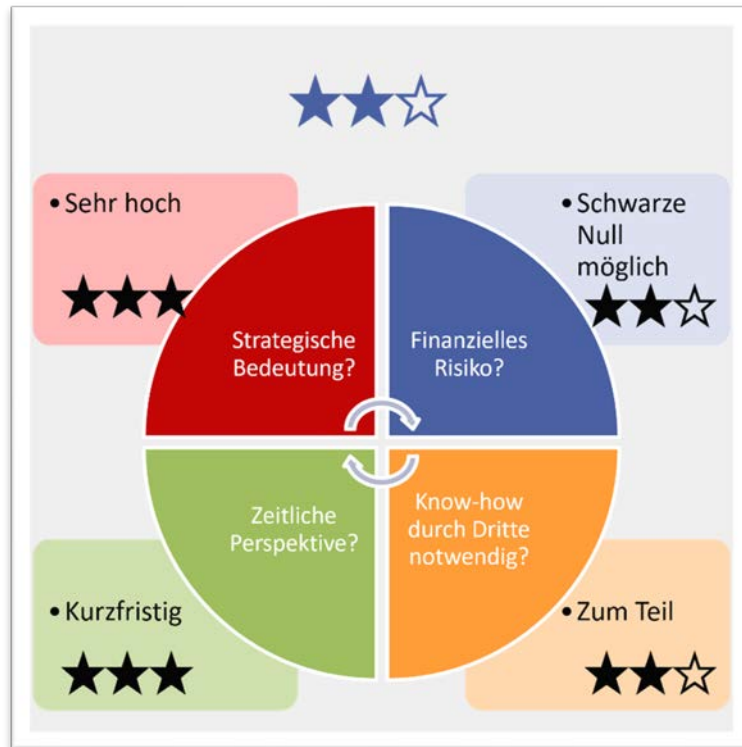 • Sehr hoch
• Schwarze
Null
möglich
Strategische
Bedeutung?
Finanzielles
Risiko?
Zeitliche
Perspektive?
Know-how
durch Dritte
notwendig?
• Kurzfristig
• Zum Teil